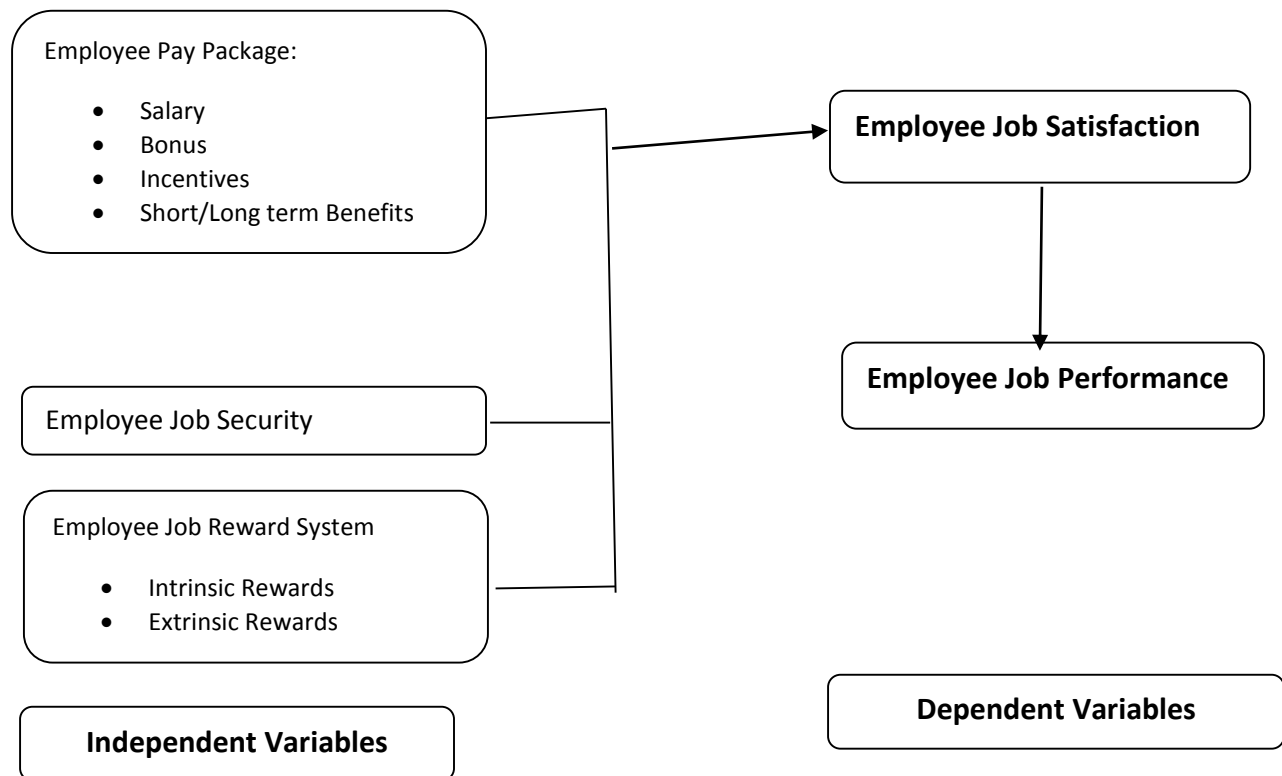 Employee Pay Package:
• Salary
• Bonus
• Incentives
• Short/Long term Benefits
Employee Job Satisfaction
Employee Job Performance
Employee Job Security
Employee Job Reward System
• Intrinsic Rewards
• Extrinsic Rewards
Independent Variables
Dependent Variables